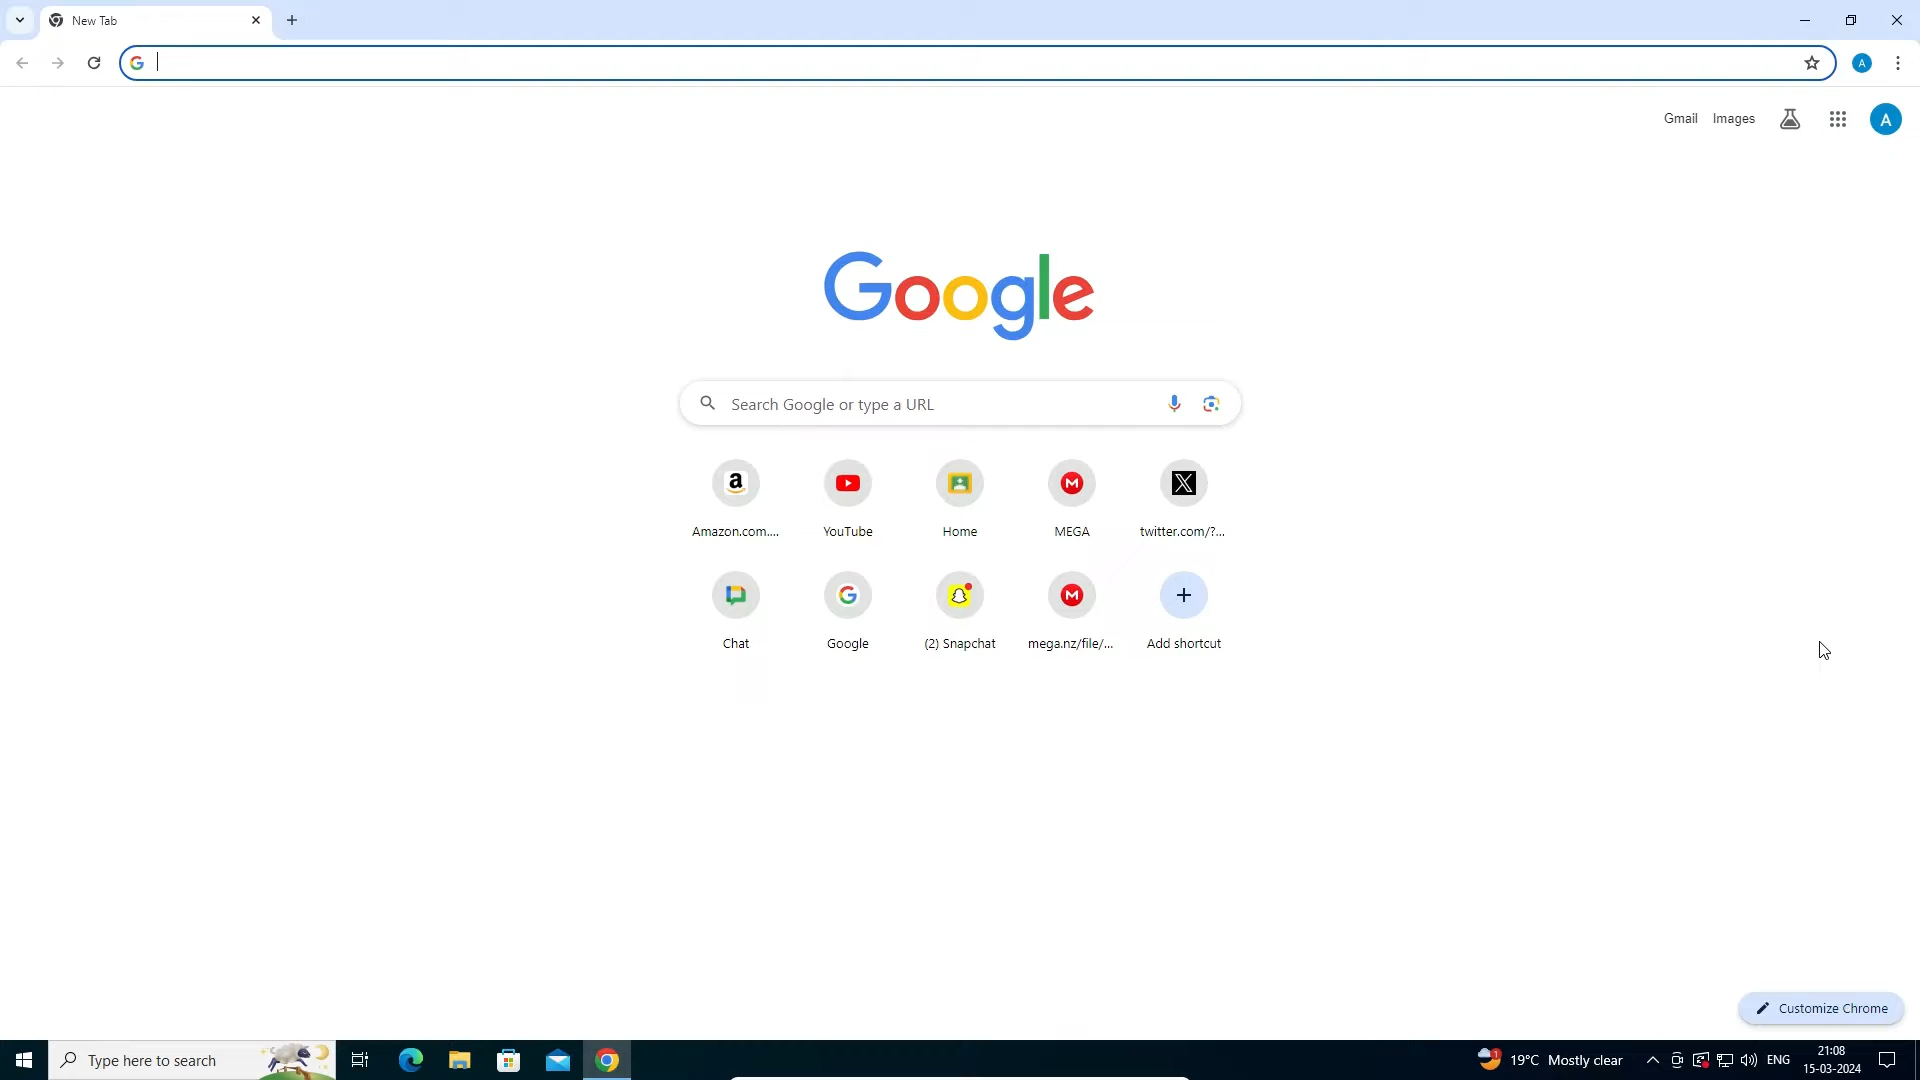 New Tab
Gmail Images
A
A
Google
Search Google or type a URL
Amazon.com....
YouTube
Home
MEGA
twitter.com/?...
Chat
Google
(2) Snapchat
mega.nz/file/...
Add shortcut
Customize Chrome
Type here to search
1
19°C Mostly clear
ENG
21:08
15-03-2024